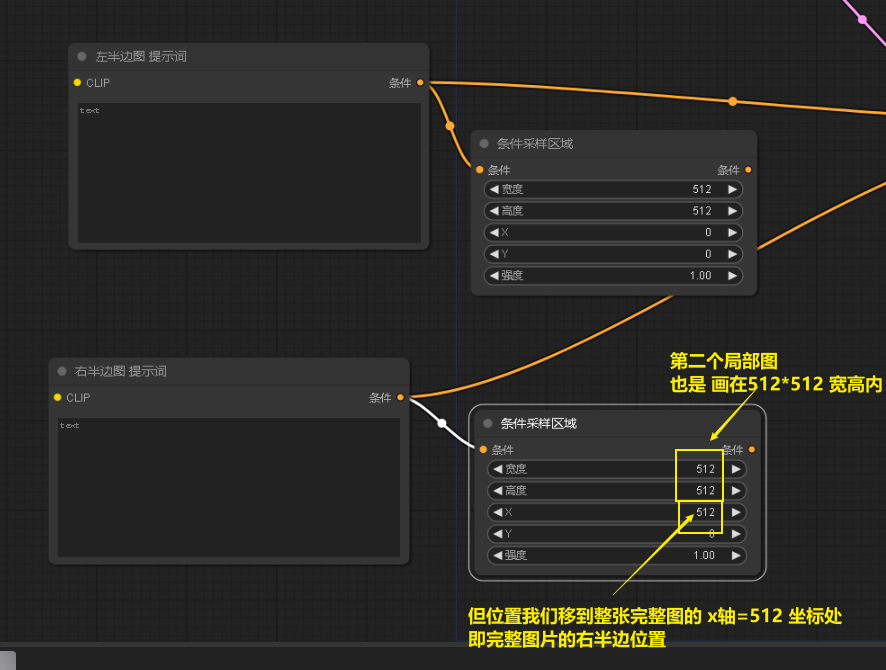 左半边图 提示词
CLIP 条件
text
条件采样区域
条件 条件
宽度 512
高度 512
X 0
Y 0
强度 1.00
右半边图 提示词
CLIP 条件
text
第二个局部图
也是 画在512*512 宽高内
条件采样区域
条件 条件
宽度 512
高度 512
X 512
Y 0
强度 1.00
但位置我们移到整张完整图的 x轴=512 坐标处
即完整图片的右半边位置